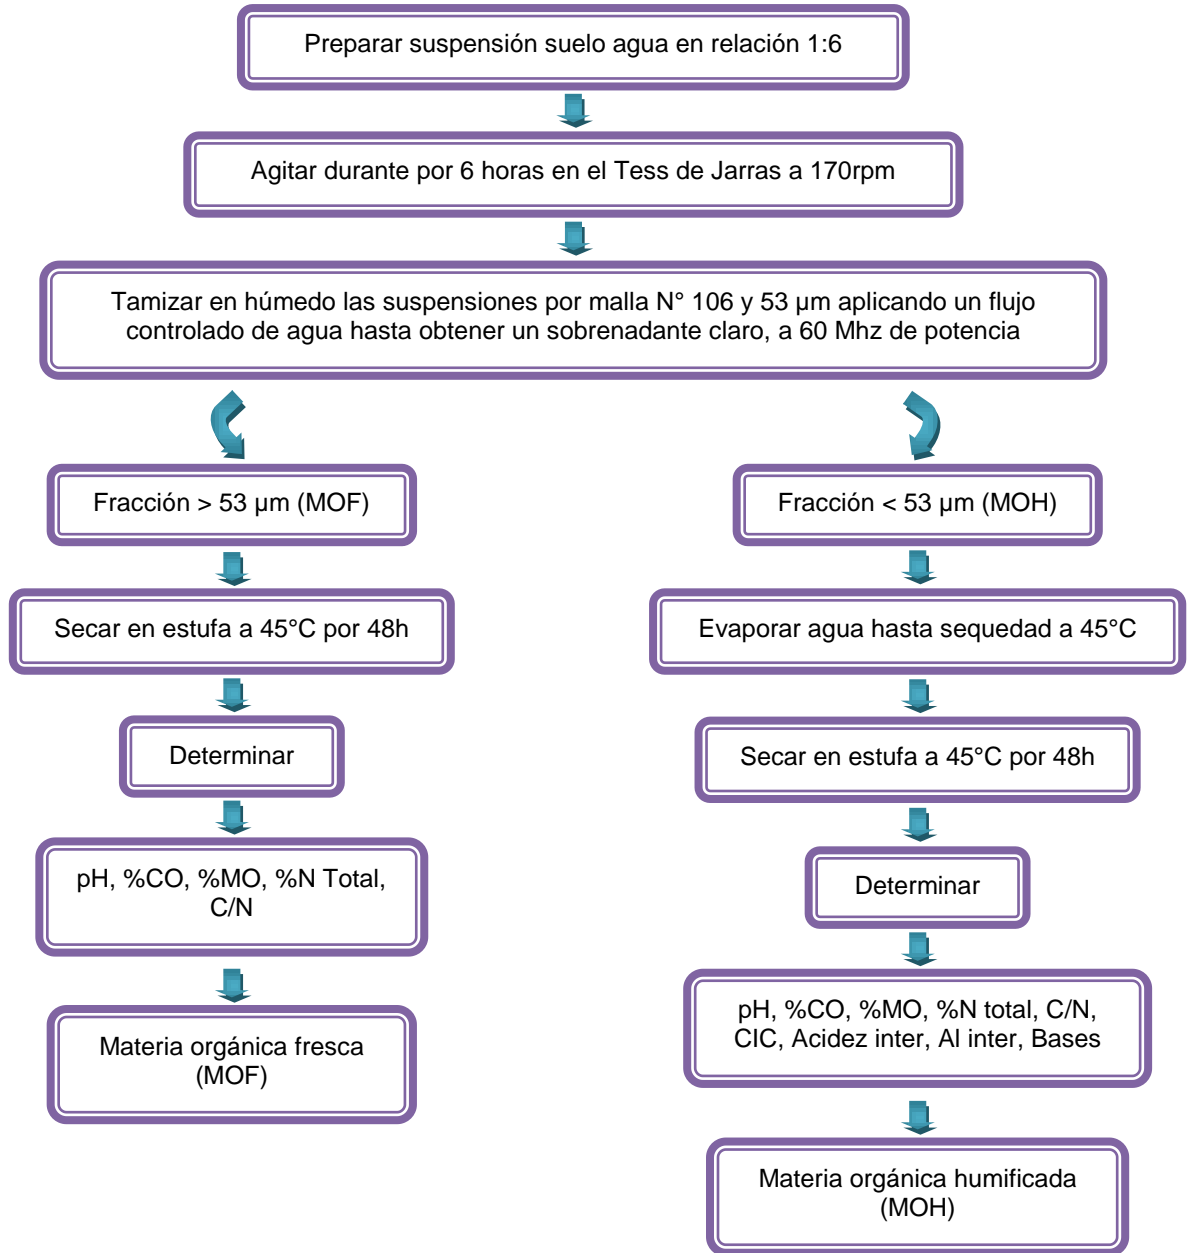 Preparar suspensión suelo agua en relación 1:6
Agitar durante por 6 horas en el Tess de Jarras a 170rpm
Tamizar en húmedo las suspensiones por malla N° 106 y 53 µm aplicando un flujo
controlado de agua hasta obtener un sobrenadante claro, a 60 Mhz de potencia
Fracción > 53 µm (MOF)
Secar en estufa a 45°C por 48h
Determinar
pH, %CO, %MO, %N Total,
C/N
Materia orgánica fresca
(MOF)
Fracción < 53 µm (MOH)
Evaporar agua hasta sequedad a 45°C
Secar en estufa a 45°C por 48h
Determinar
pH, %CO, %MO, %N total, C/N,
CIC, Acidez inter, Al inter, Bases
Materia orgánica humificada
(MOH)